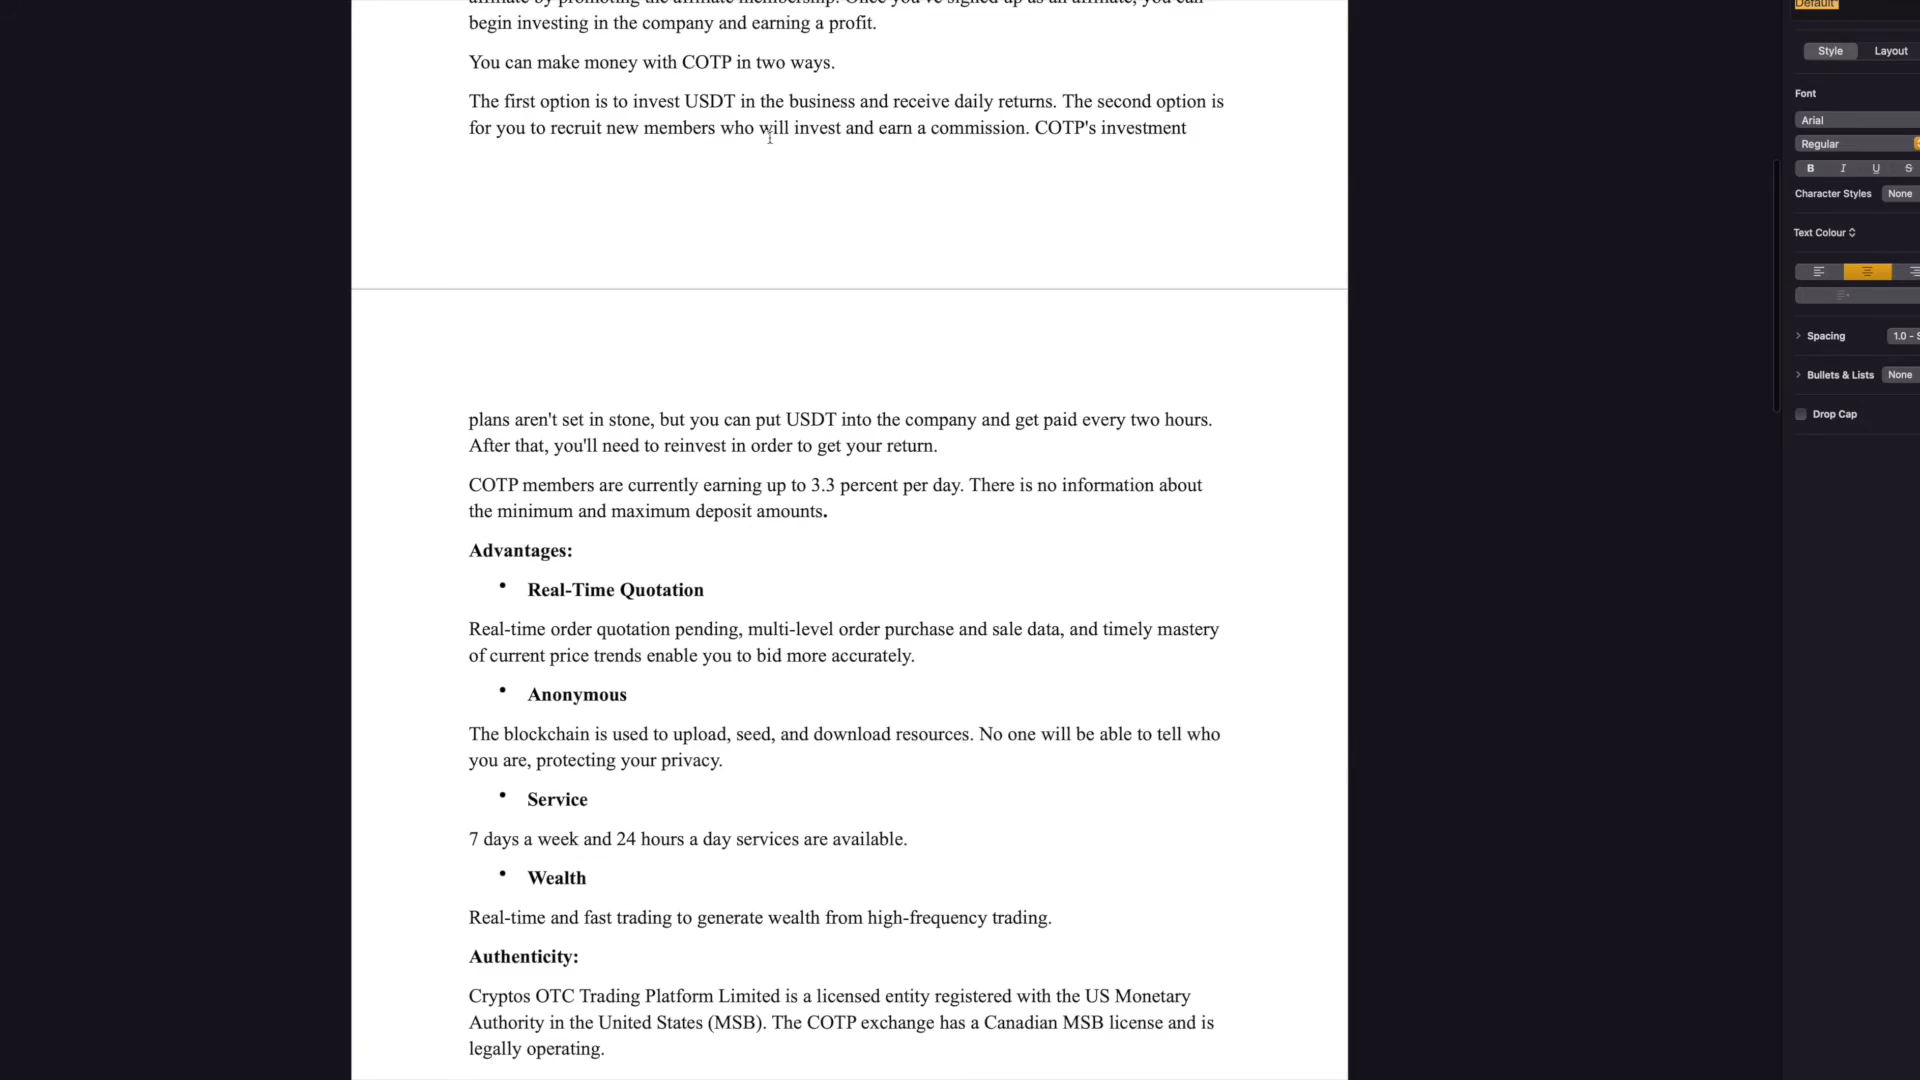 begin investing in the company and earning a profit.
You can make money with COTP in two ways.
The first option is to invest USDT in the business and receive daily returns. The second option is
for you to recruit new members who will invest and earn a commission. COTP's investment
plans aren't set in stone, but you can put USDT into the company and get paid every two hours.
After that, you'll need to reinvest in order to get your return.
COTP members are currently earning up to 3.3 percent per day. There is no information about
the minimum and maximum deposit amounts.
Advantages:
• Real-Time Quotation
Real-time order quotation pending, multi-level order purchase and sale data, and timely mastery
of current price trends enable you to bid more accurately.
• Anonymous
The blockchain is used to upload, seed, and download resources. No one will be able to tell who
you are, protecting your privacy.
• Service
7 days a week and 24 hours a day services are available.
• Wealth
Real-time and fast trading to generate wealth from high-frequency trading.
Authenticity:
Cryptos OTC Trading Platform Limited is a licensed entity registered with the US Monetary
Authority in the United States (MSB). The COTP exchange has a Canadian MSB license and is
legally operating.
Default*
Style Layout
Font
Arial
Regular
B I U S
Character Styles None
Text Colour
Spacing 1.0 -
Bullets & Lists None
Drop Cap